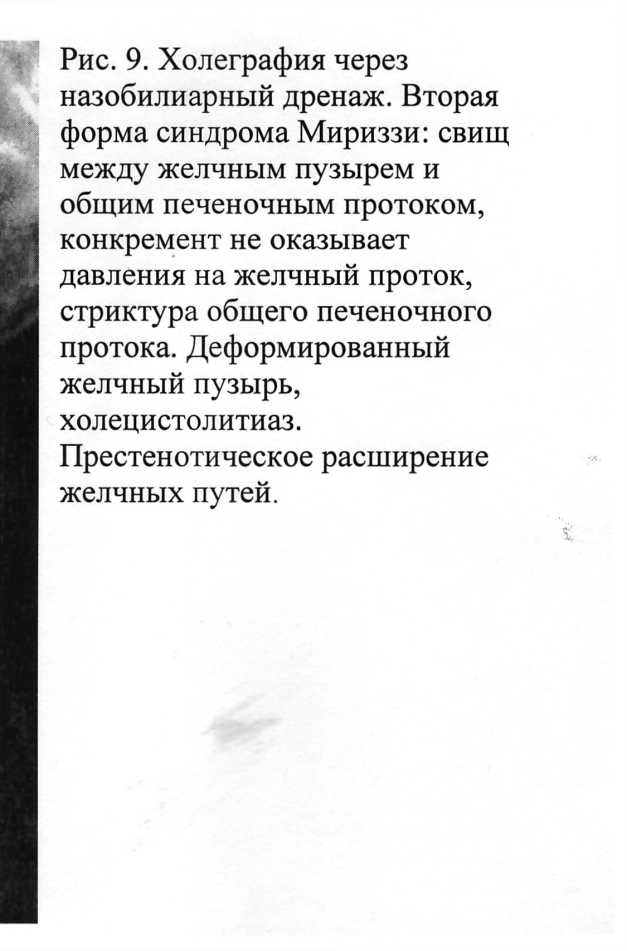 Рис. 9. Холеграфия через
назобилиарный дренаж. Вторая
форма синдрома Мириззи: свищ
между желчным пузырем и
общим печеночным протоком,
конкремент не оказывает
давления на желчный проток,
стриктура общего печеночного
протока. Деформированный
желчный пузырь,
холецистолитиаз.
Престенотическое расширение
желчных путей.